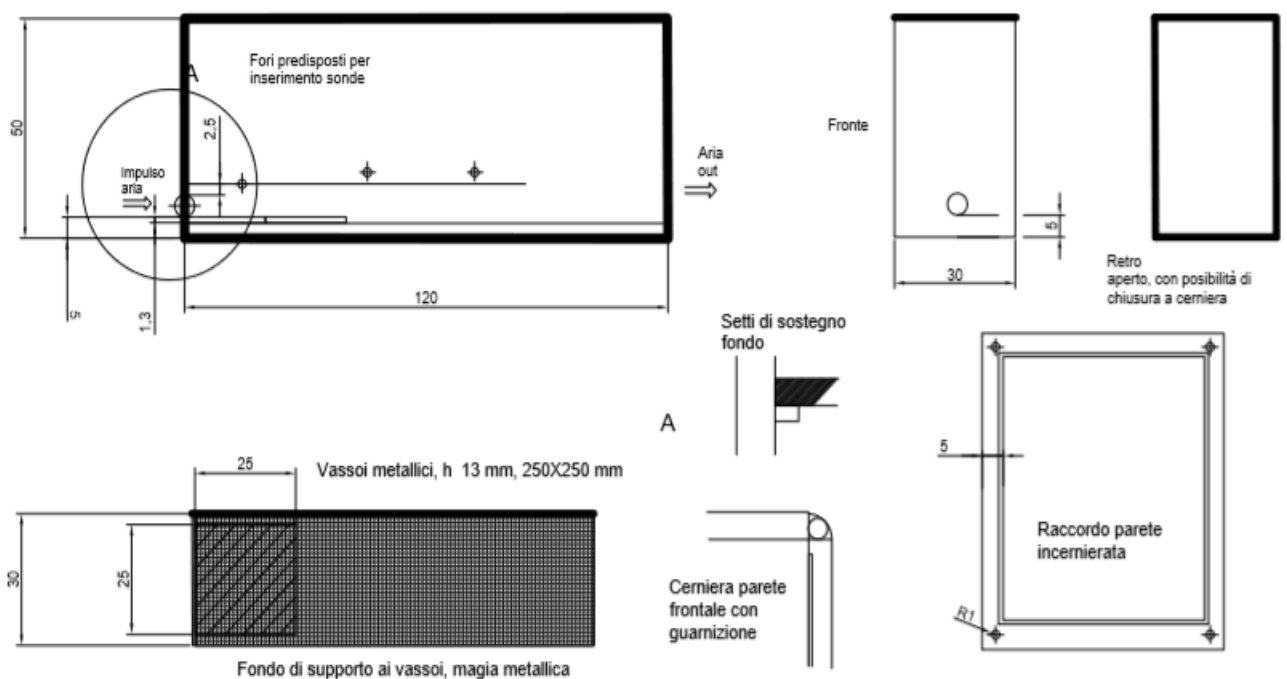 Fori predisposti per
inserimento sonde
A
50
2,5
Impulso
aria
Aria
out
120
5
1,3
Fronte
5
30
Retro
aperto, con posibilità di
chiusura a cerniera
Setti di sostegno
fondo
A
25
Vassoi metallici, h 13 mm, 250X250 mm
30
25
Fondo di supporto ai vassoi, magia metallica
Cerniera parete
frontale con
guarnizione
5
Raccordo parete
incernierata
R1